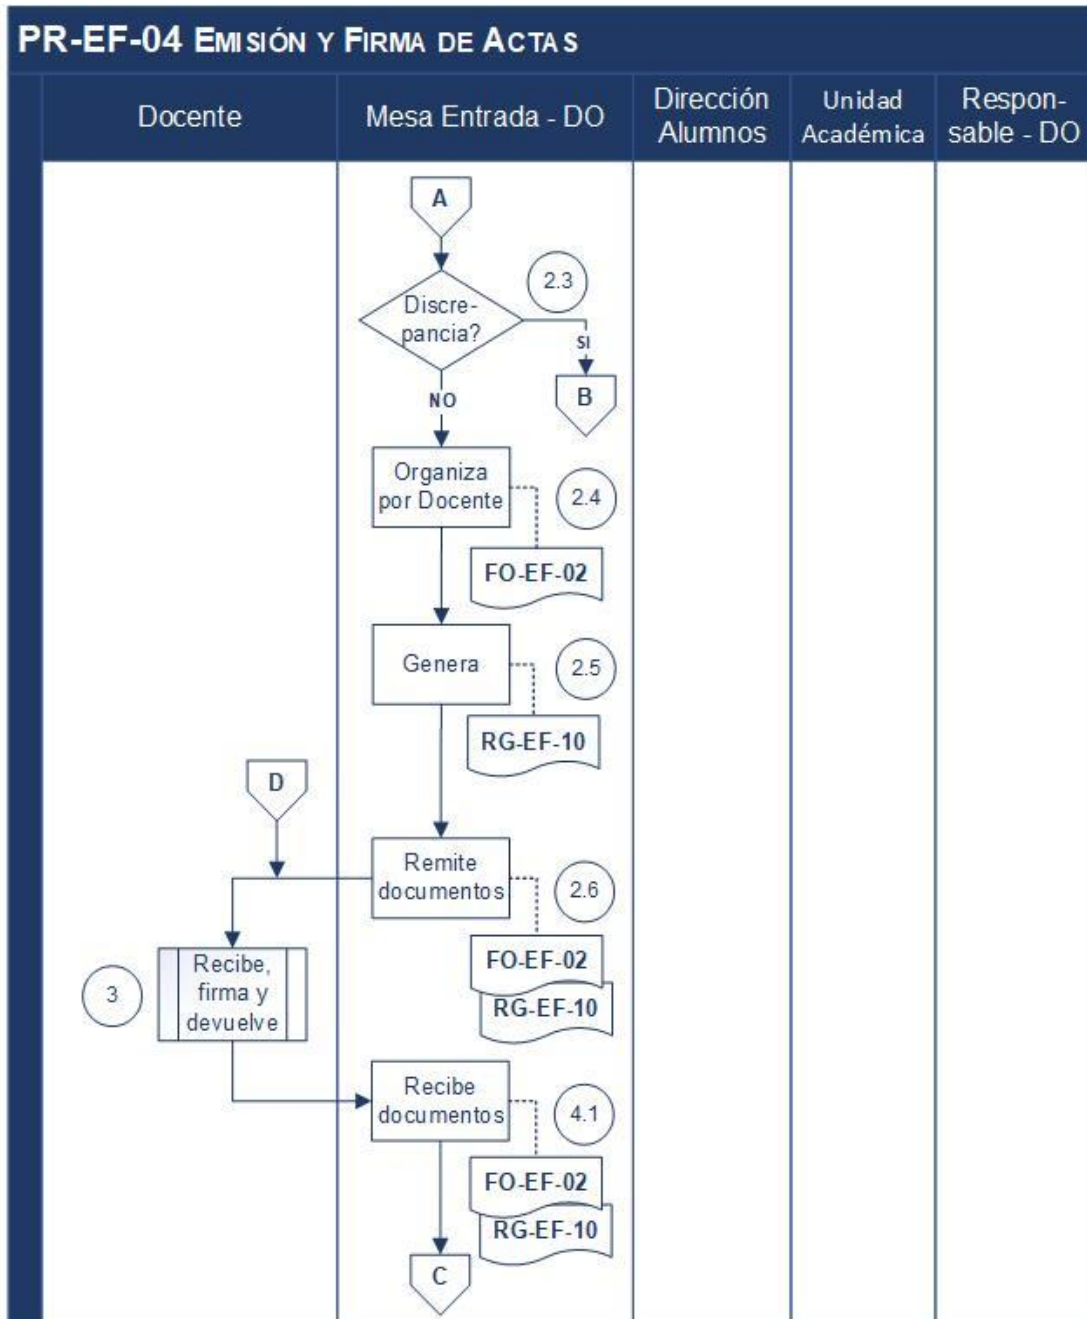 PR-EF-04 EMISIÓN Y FIRMA DE ACTAS
Docente
Mesa Entrada - DO
Dirección
Alumnos
Unidad
Académica
Respon-
sable - DO
A
2.3
Discre-
pancia?
SI
B
NO
Organiza
por Docente
2.4
FO-EF-02
Genera
2.5
RG-EF-10
D
Remite
documentos
2.6
FO-EF-02
RG-EF-10
3
Recibe,
firma y
devuelve
Recibe
documentos
4.1
FO-EF-02
RG-EF-10
C